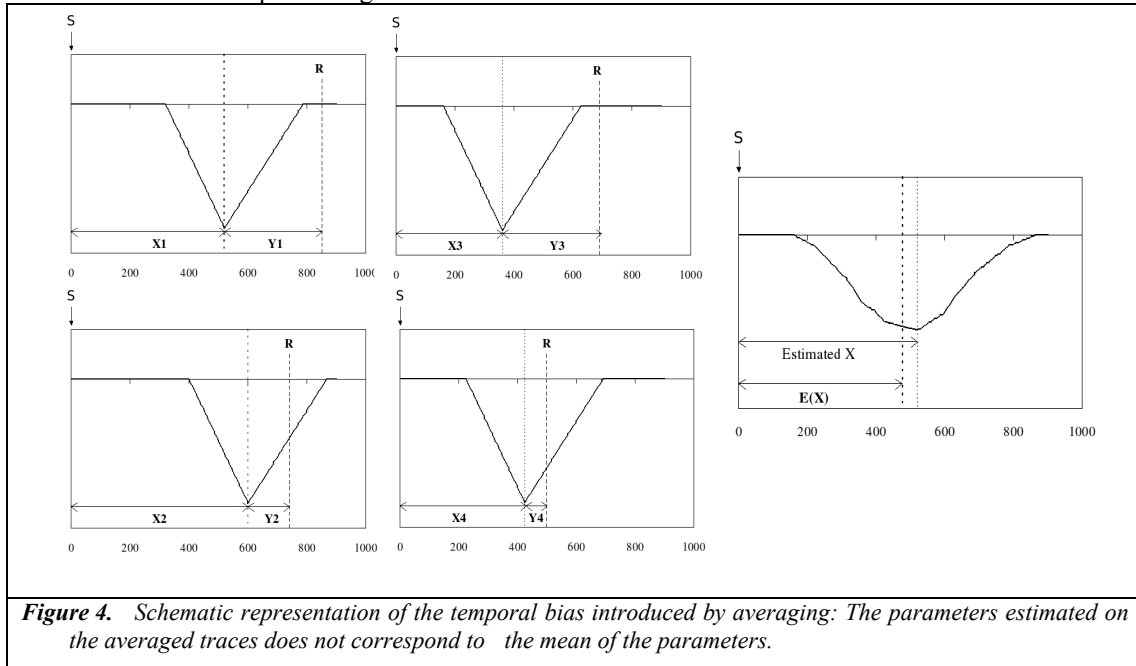 S
R
X1 Y1
0 200 400 600 800 1000
S
R
X3 Y3
0 200 400 600 800 1000
S
R
X2 Y2
0 200 400 600 800 1000
S
R
X4 Y4
0 200 400 600 800 1000
S
Estimated X
E(X)
0 200 400 600 800 1000
Figure 4. Schematic representation of the temporal bias introduced by averaging: The parameters estimated on
the averaged traces does not correspond to the mean of the parameters.